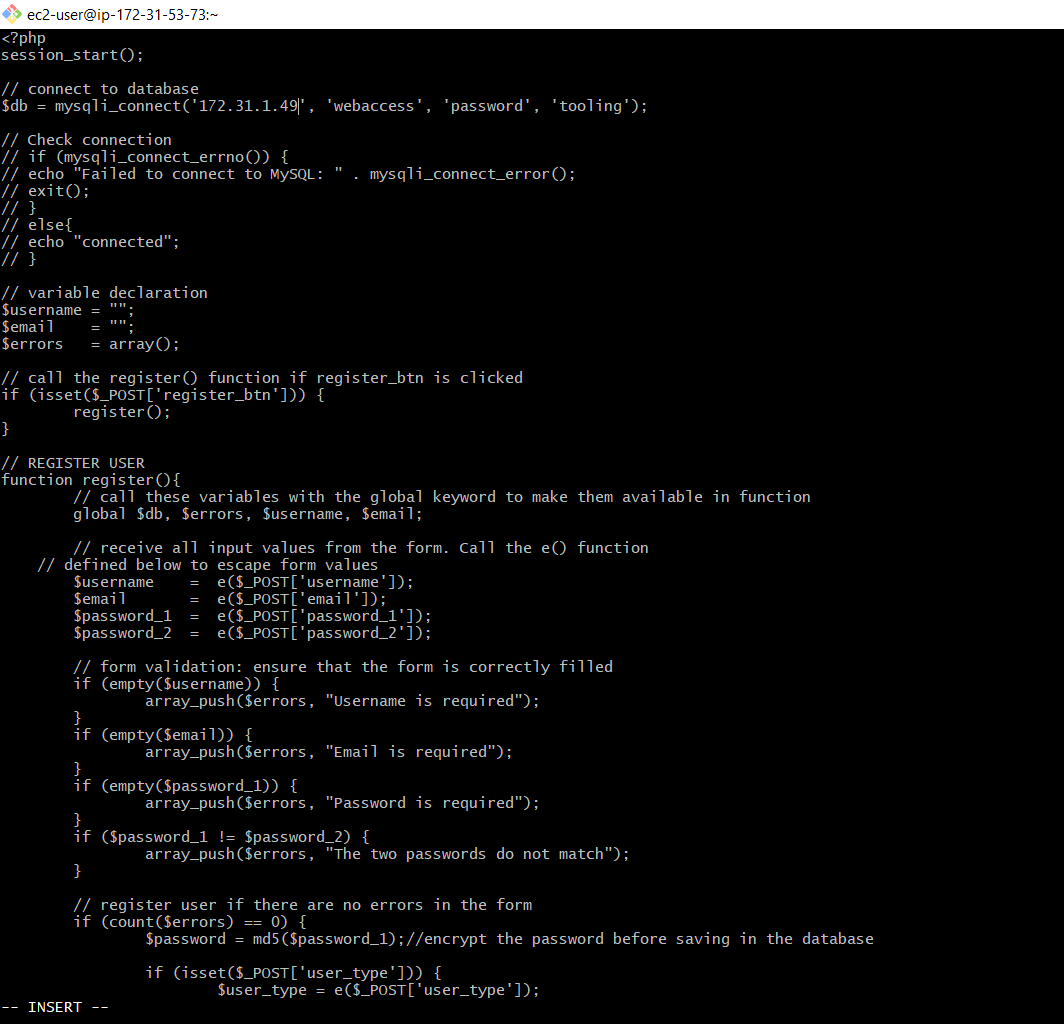 ec2-user@ip-172-31-53-73:~
<?php
session_start();

// connect to database
$db = mysqli_connect('172.31.1.49', 'webaccess', 'password', 'tooling');

// Check connection
// if (mysqli_connect_errno()) {
// echo "Failed to connect to MySQL: " . mysqli_connect_error();
// exit();
// }
// else{
// echo "connected";
// }

// variable declaration
$username = "";
$email    = "";
$errors   = array();

// call the register() function if register_btn is clicked
if (isset($_POST['register_btn'])) {
        register();
}

// REGISTER USER
function register(){
        // call these variables with the global keyword to make them available in function
        global $db, $errors, $username, $email;

        // receive all input values from the form. Call the e() function
    // defined below to escape form values
        $username    =  e($_POST['username']);
        $email       =  e($_POST['email']);
        $password_1  =  e($_POST['password_1']);
        $password_2  =  e($_POST['password_2']);

        // form validation: ensure that the form is correctly filled
        if (empty($username)) {
                array_push($errors, "Username is required");
        }
        if (empty($email)) {
                array_push($errors, "Email is required");
        }
        if (empty($password_1)) {
                array_push($errors, "Password is required");
        }
        if ($password_1 != $password_2) {
                array_push($errors, "The two passwords do not match");
        }

        // register user if there are no errors in the form
        if (count($errors) == 0) {
                $password = md5($password_1);//encrypt the password before saving in the database

                if (isset($_POST['user_type'])) {
                        $user_type = e($_POST['user_type']);
-- INSERT --